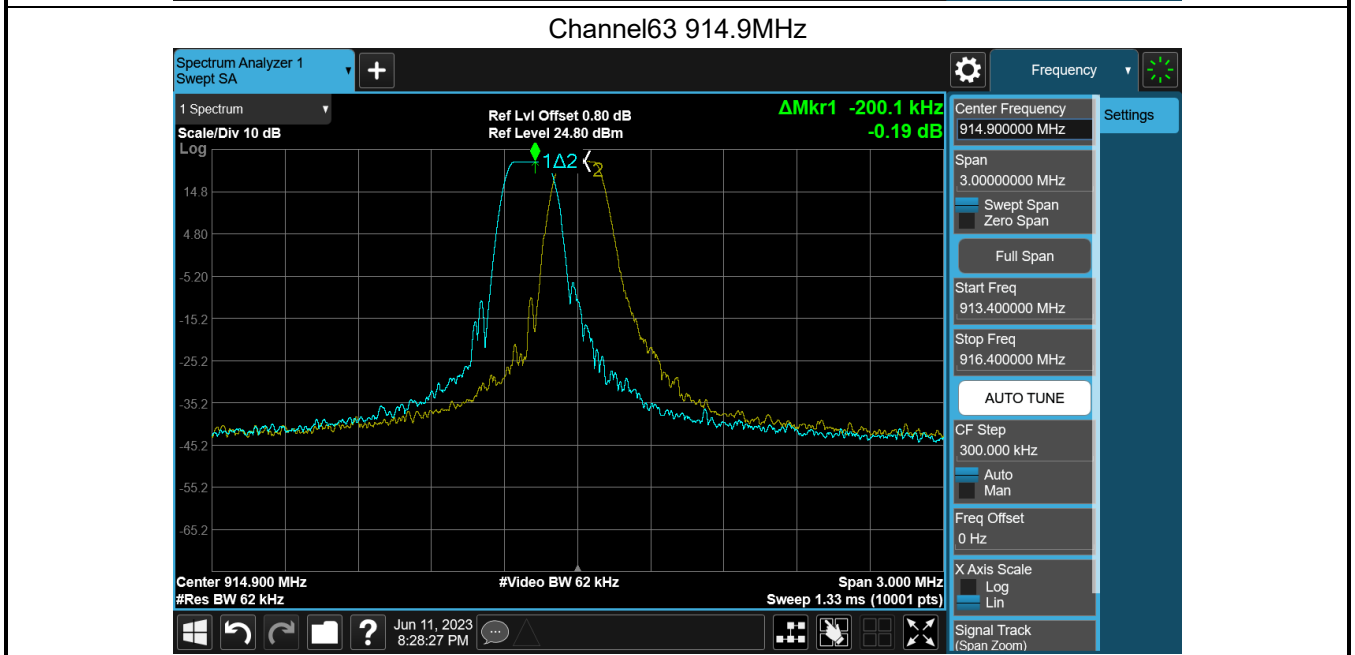 Channel63 914.9MHz
Spectrum Analyzer 1
Swept SA
Frequency
1 Spectrum
Scale/Div 10 dB
Log
Ref Lvl Offset 0.80 dB
Ref Level 24.80 dBm
ΔMkr1 -200.1 kHz
-0.19 dB
1Δ2
2
14.8
4.80
-5.20
-15.2
-25.2
-35.2
-45.2
-55.2
-65.2
Center 914.900 MHz
#Res BW 62 kHz
#Video BW 62 kHz
Span 3.000 MHz
Sweep 1.33 ms (10001 pts)
Center Frequency
914.900000 MHz
Settings
Span
3.00000000 MHz
Swept Span
Zero Span
Full Span
Start Freq
913.400000 MHz
Stop Freq
916.400000 MHz
AUTO TUNE
CF Step
300.000 kHz
Auto
Man
Freq Offset
0 Hz
X Axis Scale
Log
Lin
Signal Track
(Span Zoom)
?
Jun 11, 2023
8:28:27 PM